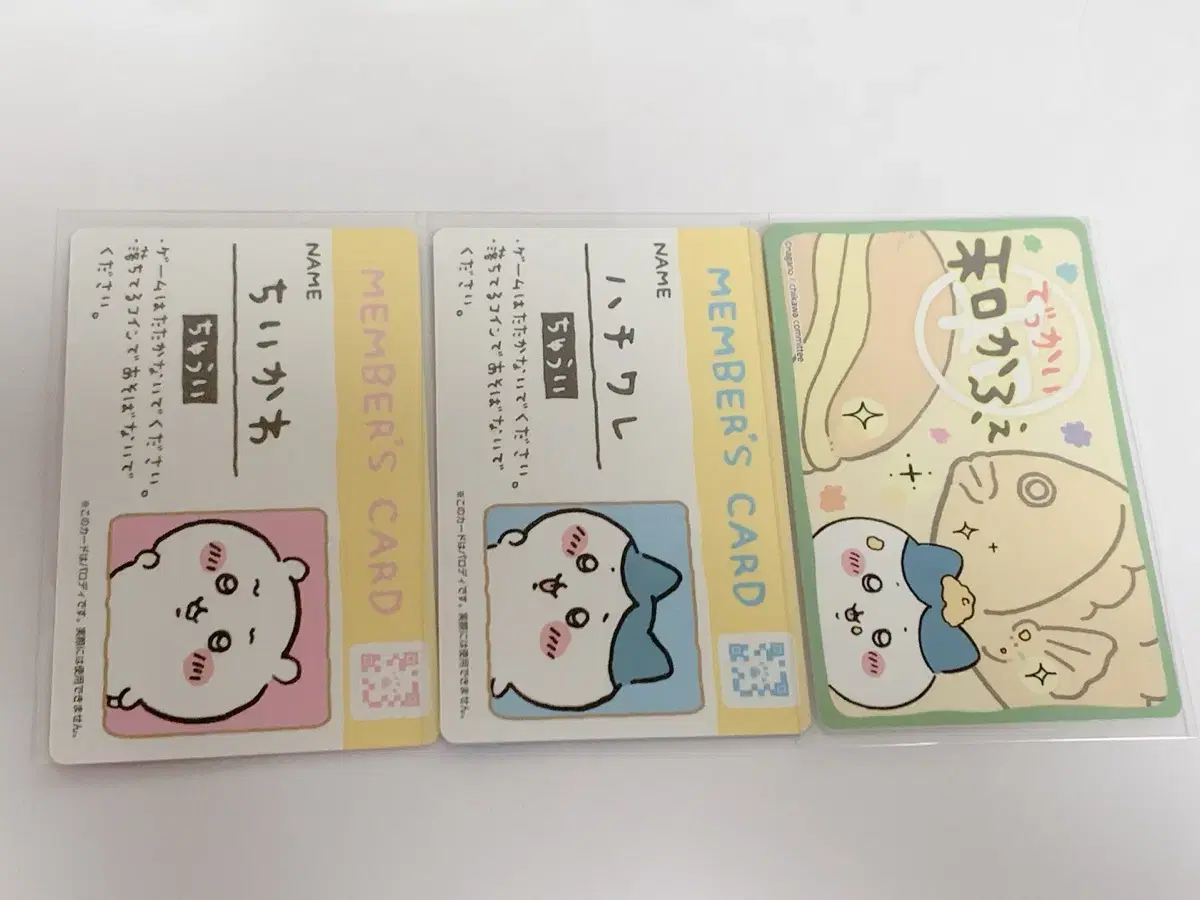 MEMBER'S CARD
NAME
ちいかわ
ちゅうい
・ゲームはたたかないでください。
・落ちてるコインであそばないで
ください。
※このカードはパロディです。実際には使用できません。
MEMBER'S CARD
NAME
ハチワレ
ちゅうい
・ゲームはたたかないでください。
・落ちてるコインであそばないで
ください。
※このカードはパロディです。実際には使用できません。
でっかい
和かふぇ
©nagano / chiikawa committee